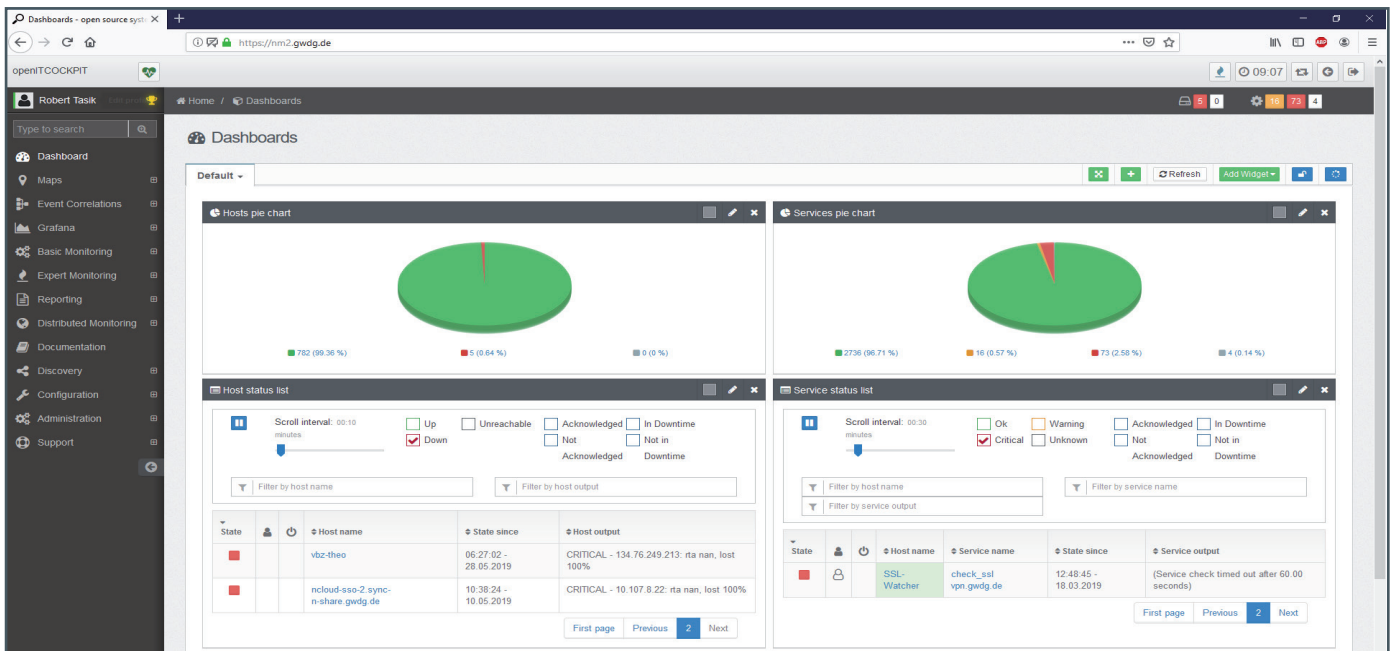 Dashboards - open source syst
https://nm2.gwdg.de
ABP
openITCOCKPIT
09:07
Robert Tasik
Home / Dashboards
5 0 16 73 4
Type to search
Dashboard
Maps
Event Correlations
Grafana
Basic Monitoring
Expert Monitoring
Reporting
Distributed Monitoring
Documentation
Discovery
Configuration
Administration
Support
Dashboards
Default
Refresh
Add Widget
Hosts pie chart
782 (99.36 %) 5 (0.64 %) 0 (0 %)
Services pie chart
2736 (96.71 %) 16 (0.57 %) 73 (2.58 %) 4 (0.14 %)
Host status list
Scroll interval: 00:10
minutes
Up
Down
Unreachable
Acknowledged
Not
Acknowledged
In Downtime
Not in
Downtime
Filter by host name
Filter by host output
State Host name State since Host output
vbz-theo
06:27:02 -
28.05.2019
CRITICAL - 134.76.249.213: rta nan, lost
100%
ncloud-sso-2.sync-
n-share.gwdg.de
10:38:24 -
10.05.2019
CRITICAL - 10.107.8.22: rta nan, lost 100%
First page Previous 2 Next
Service status list
Scroll interval: 00:30
minutes
Ok
Critical
Warning
Unknown
Acknowledged
Not
Acknowledged
In Downtime
Not in
Downtime
Filter by host name
Filter by service name
Filter by service output
State Host name Service name State since Service output
SSL-
Watcher
check_ssl
vpn.gwdg.de
12:48:45 -
18.03.2019
(Service check timed out after 60.00
seconds)
First page Previous 2 Next